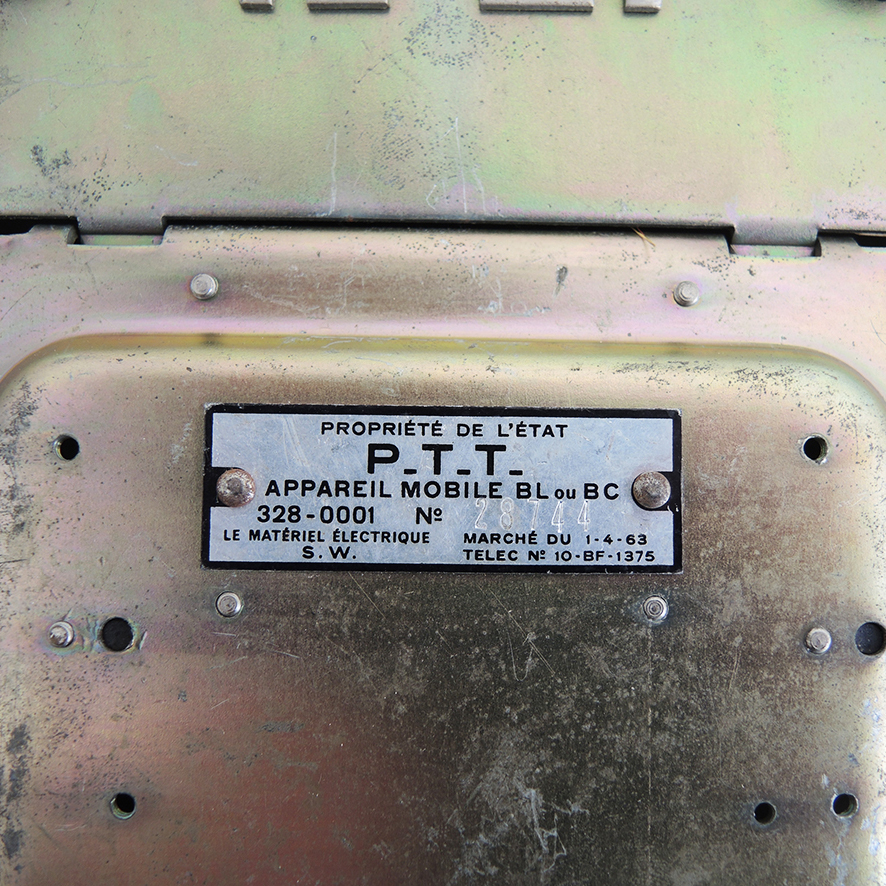 PROPRIÉTÉ DE L'ÉTAT
P_T_T_
APPAREIL MOBILE BL ou BC
328-0001 Nº 28744
LE MATÉRIEL ÉLECTRIQUE MARCHÉ DU 1-4-63
S.W. TELEC Nº 10-BF-1375